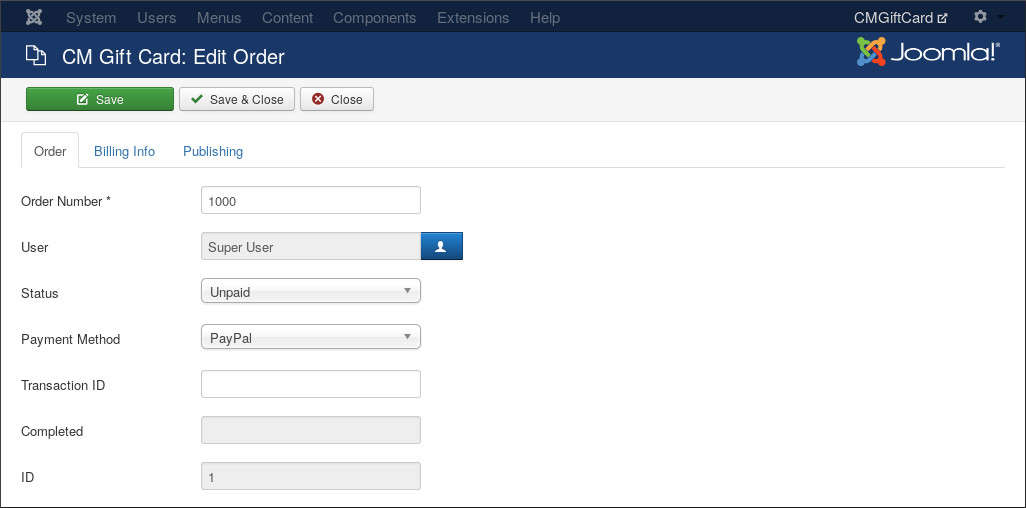 System Users Menus Content Components Extensions Help CMGiftCard
CM Gift Card: Edit Order Joomla!®
Save Save & Close Close
Order Billing Info Publishing
Order Number * 1000
User Super User
Status Unpaid
Payment Method PayPal
Transaction ID
Completed
ID 1